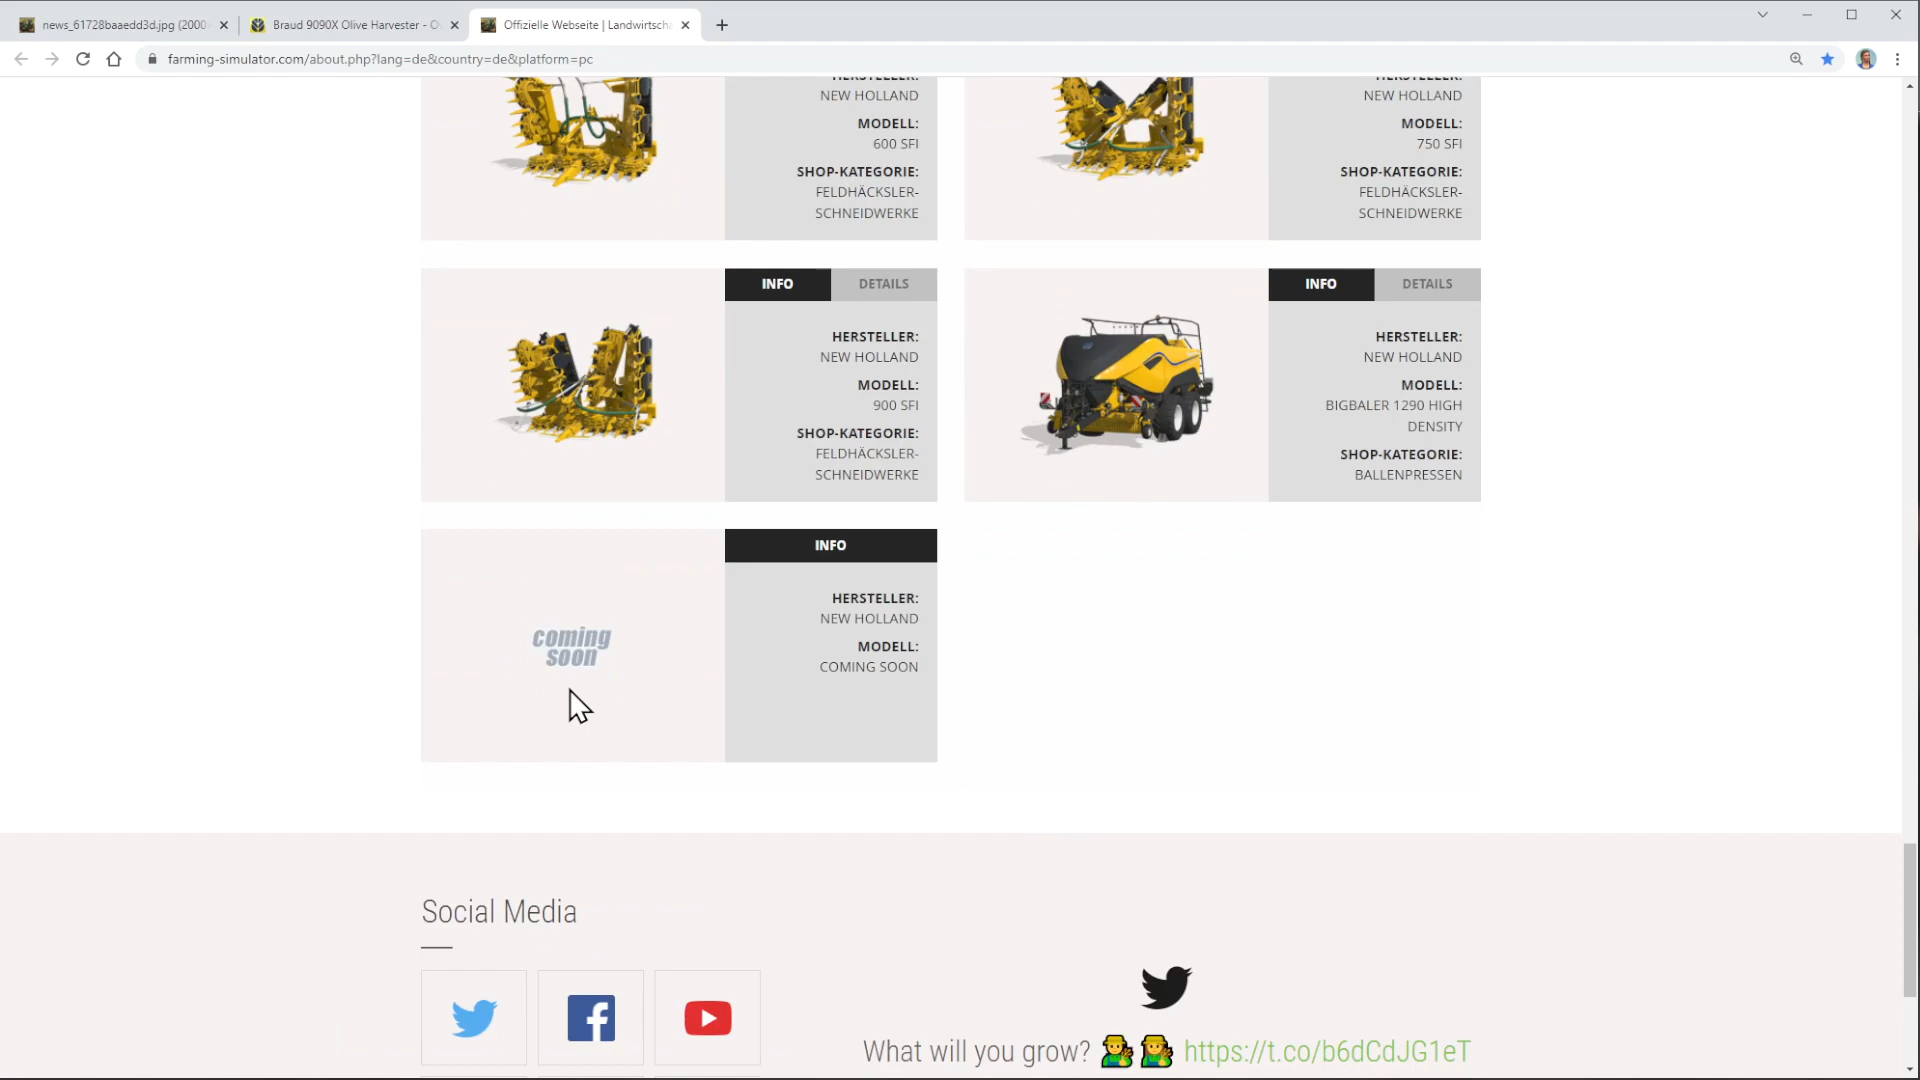 news_61728baaedd3d.jpg (2000
Braud 9090X Olive Harvester - O
Offizielle Webseite | Landwirtscha
farming-simulator.com/about.php?lang=de&country=de&platform=pc
HERSTELLER:
NEW HOLLAND
MODELL:
600 SFI
SHOP-KATEGORIE:
FELDHÄCKSLER-
SCHNEIDWERKE
HERSTELLER:
NEW HOLLAND
MODELL:
750 SFI
SHOP-KATEGORIE:
FELDHÄCKSLER-
SCHNEIDWERKE
INFO
DETAILS
HERSTELLER:
NEW HOLLAND
MODELL:
900 SFI
SHOP-KATEGORIE:
FELDHÄCKSLER-
SCHNEIDWERKE
INFO
DETAILS
HERSTELLER:
NEW HOLLAND
MODELL:
BIGBALER 1290 HIGH
DENSITY
SHOP-KATEGORIE:
BALLENPRESSEN
coming
soon
INFO
HERSTELLER:
NEW HOLLAND
MODELL:
COMING SOON
Social Media
What will you grow? 👩‍🌾 👨‍🌾 https://t.co/b6dCdJG1eT